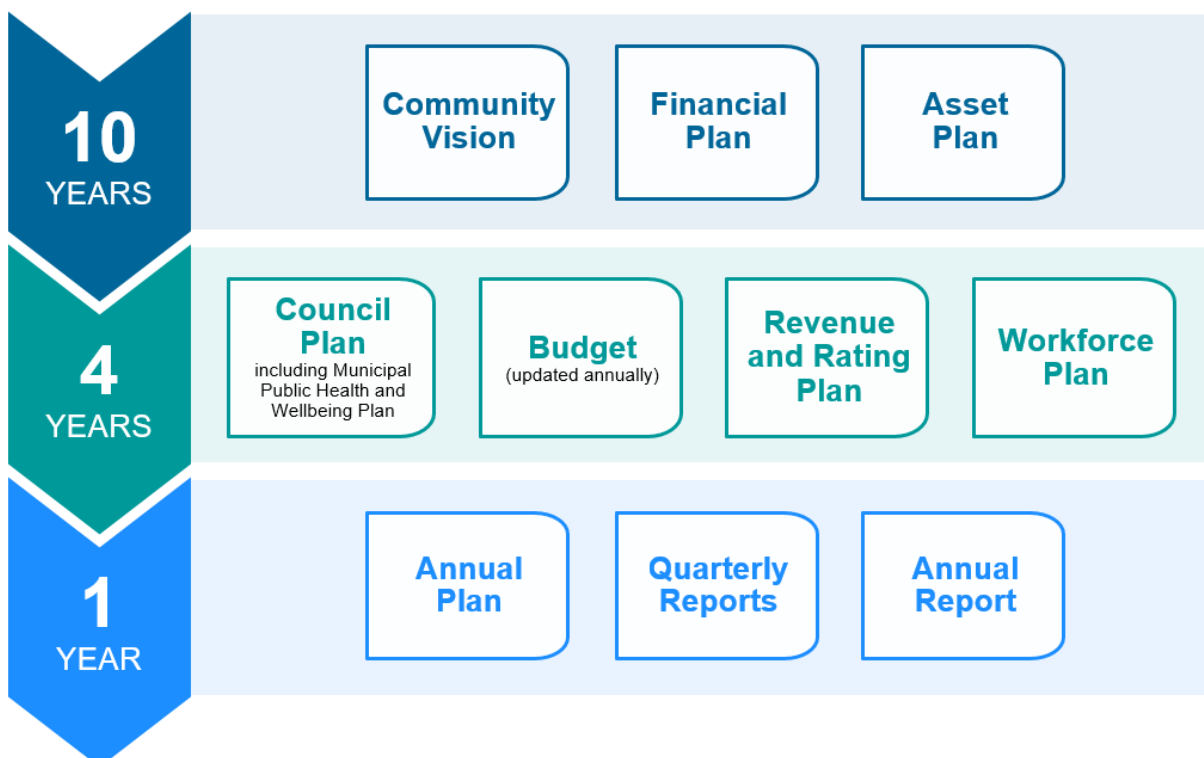 10
YEARS
Community
Vision
Financial
Plan
Asset
Plan
4
YEARS
Council
Plan
including Municipal
Public Health and
Wellbeing Plan
Budget
(updated annually)
Revenue
and Rating
Plan
Workforce
Plan
1
YEAR
Annual
Plan
Quarterly
Reports
Annual
Report